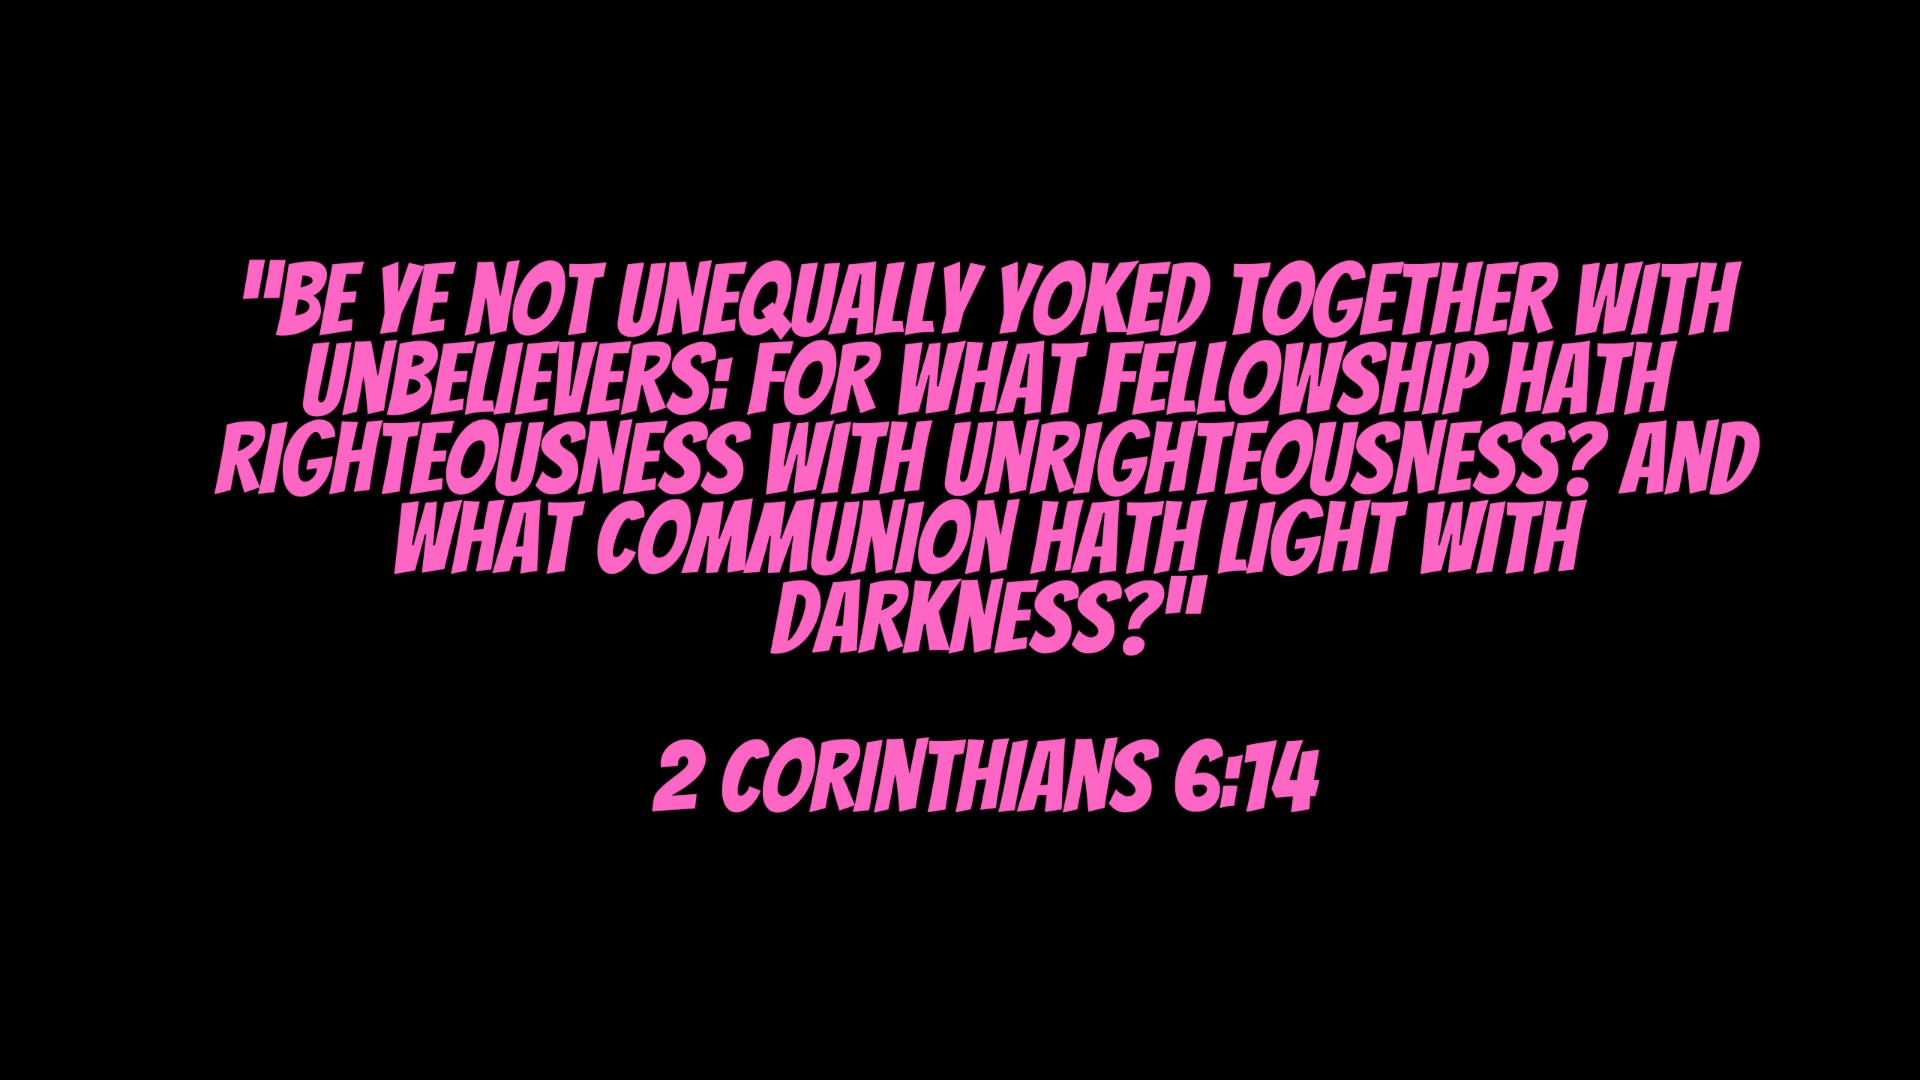 "BE YE NOT UNEQUALLY YOKED TOGETHER WITH
UNBELIEVERS: FOR WHAT FELLOWSHIP HATH
RIGHTEOUSNESS WITH UNRIGHTEOUSNESS? AND
WHAT COMMUNION HATH LIGHT WITH
DARKNESS?"
2 CORINTHIANS 6:14